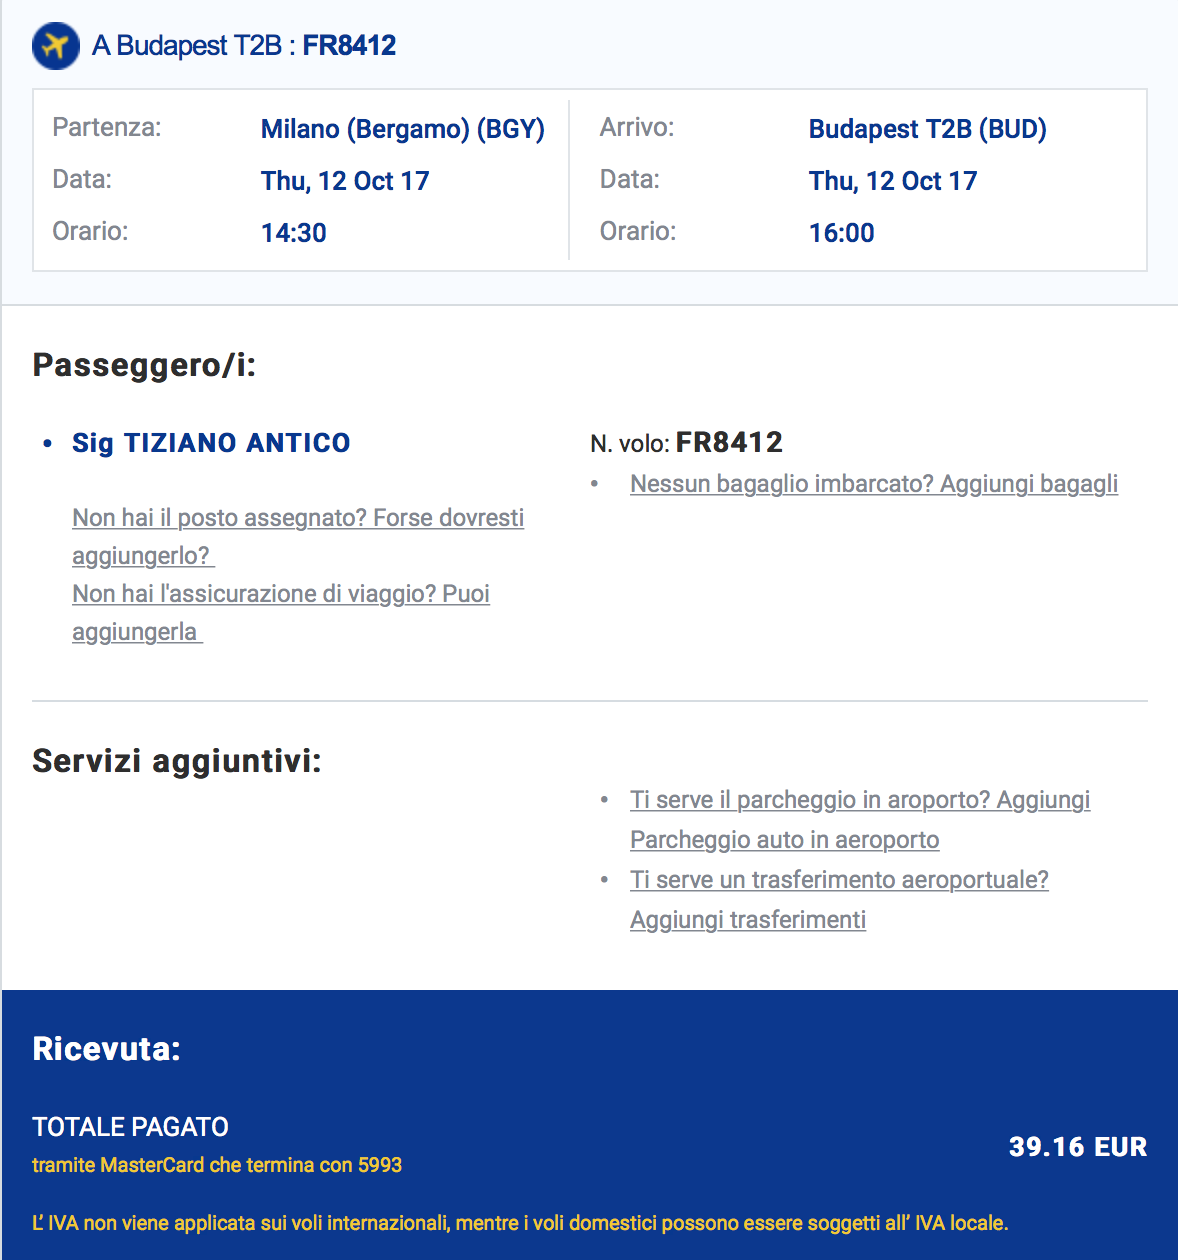 A Budapest T2B : FR8412
Partenza: Milano (Bergamo) (BGY)
Data: Thu, 12 Oct 17
Orario: 14:30
Arrivo: Budapest T2B (BUD)
Data: Thu, 12 Oct 17
Orario: 16:00
Passeggero/i:
• Sig TIZIANO ANTICO
Non hai il posto assegnato? Forse dovresti
aggiungerlo?
Non hai l'assicurazione di viaggio? Puoi
aggiungerla
N. volo: FR8412
• Nessun bagaglio imbarcato? Aggiungi bagagli
Servizi aggiuntivi:
• Ti serve il parcheggio in aroporto? Aggiungi
Parcheggio auto in aeroporto
• Ti serve un trasferimento aeroportuale?
Aggiungi trasferimenti
Ricevuta:
TOTALE PAGATO
tramite MasterCard che termina con 5993
39.16 EUR
L’ IVA non viene applicata sui voli internazionali, mentre i voli domestici possono essere soggetti all’ IVA locale.